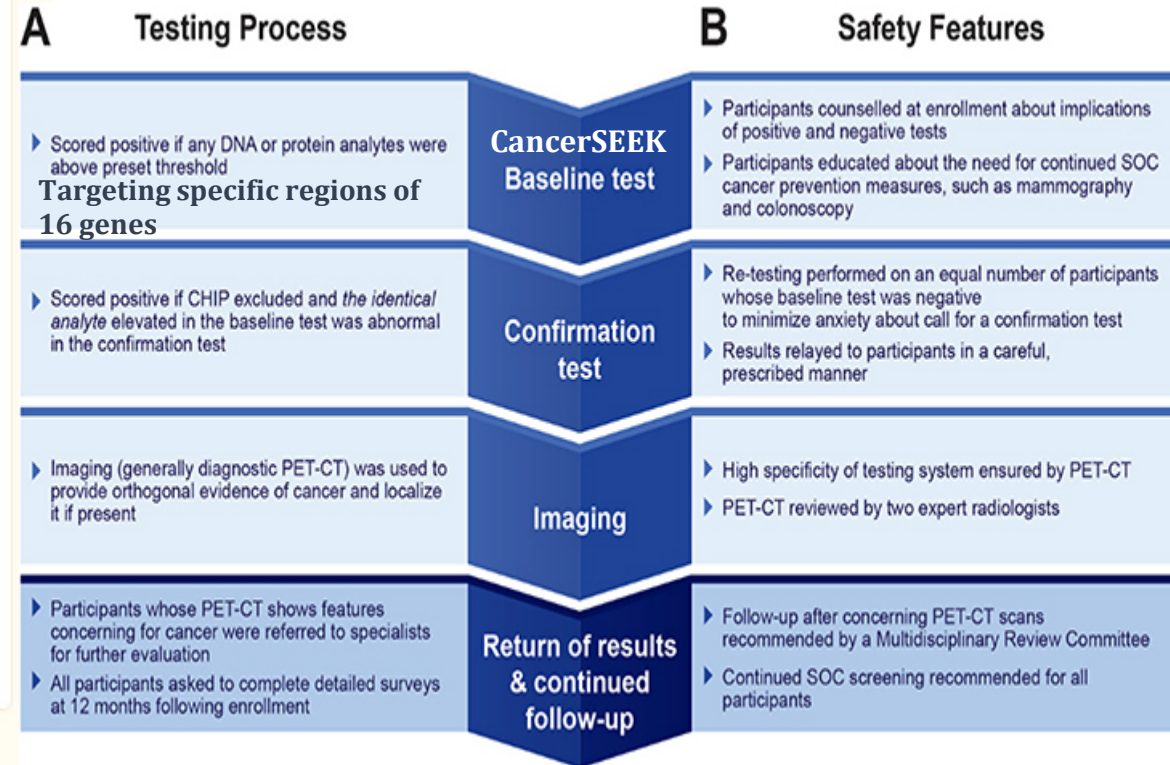 A Testing Process
B Safety Features
Scored positive if any DNA or protein analytes were
above preset threshold
Targeting specific regions of
16 genes
CancerSEEK
Baseline test
Participants counselled at enrollment about implications
of positive and negative tests
Participants educated about the need for continued SOC
cancer prevention measures, such as mammography
and colonoscopy
Scored positive if CHIP excluded and the identical
analyte elevated in the baseline test was abnormal
in the confirmation test
Confirmation
test
Re-testing performed on an equal number of participants
whose baseline test was negative
to minimize anxiety about call for a confirmation test
Results relayed to participants in a careful,
prescribed manner
Imaging (generally diagnostic PET-CT) was used to
provide orthogonal evidence of cancer and localize
it if present
Imaging
High specificity of testing system ensured by PET-CT
PET-CT reviewed by two expert radiologists
Participants whose PET-CT shows features
concerning for cancer were referred to specialists
for further evaluation
All participants asked to complete detailed surveys
at 12 months following enrollment
Return of results
& continued
follow-up
Follow-up after concerning PET-CT scans
recommended by a Multidisciplinary Review Committee
Continued SOC screening recommended for all
participants